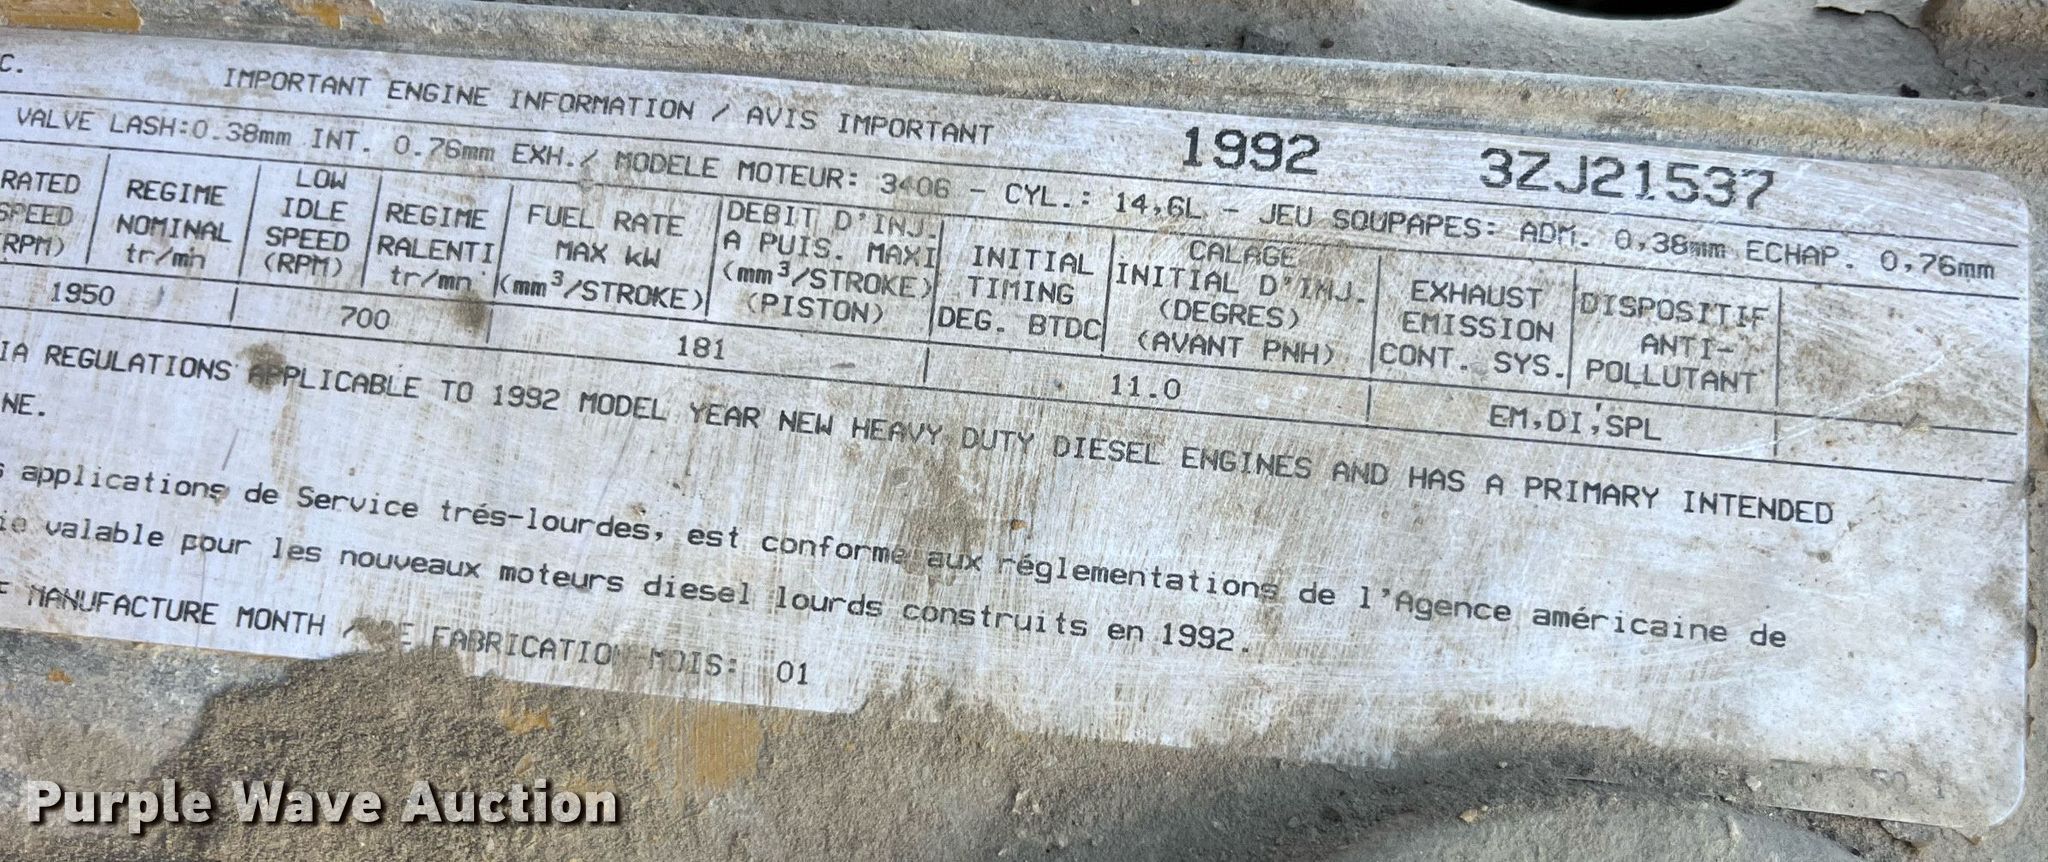 C. IMPORTANT ENGINE INFORMATION / AVIS IMPORTANT 1992 3ZJ21537
VALVE LASH:0.38mm INT. 0.76mm EXH./ MODELE MOTEUR: 3406 - CYL.: 14,6L - JEU SOUPAPES: ADM. 0,38mm ECHAP. 0,76mm
RATED
SPEED
(RPM)
REGIME
NOMINAL
tr/mn
LOW
IDLE
SPEED
(RPM)
REGIME
RALENTI
tr/mn
FUEL RATE
MAX kW
(mm³/STROKE)
DEBIT D'INJ.
A PUIS. MAXI
(mm³/STROKE)
(PISTON)
INITIAL
TIMING
DEG. BTDC
CALAGE
INITIAL D'INJ.
(DEGRES)
(AVANT PNH)
EXHAUST
EMISSION
CONT. SYS.
DISPOSITIF
ANTI-
POLLUTANT
1950 700 181 11.0 EM,DI,SPL
IA REGULATIONS APPLICABLE TO 1992 MODEL YEAR NEW HEAVY DUTY DIESEL ENGINES AND HAS A PRIMARY INTENDED
NE.
s applications de Service trés-lourdes, est conforme aux réglementations de l'Agence américaine de
ie valable pour les nouveaux moteurs diesel lourds construits en 1992.
MANUFACTURE MONTH / DE FABRICATION MOIS: 01
Purple Wave Auction